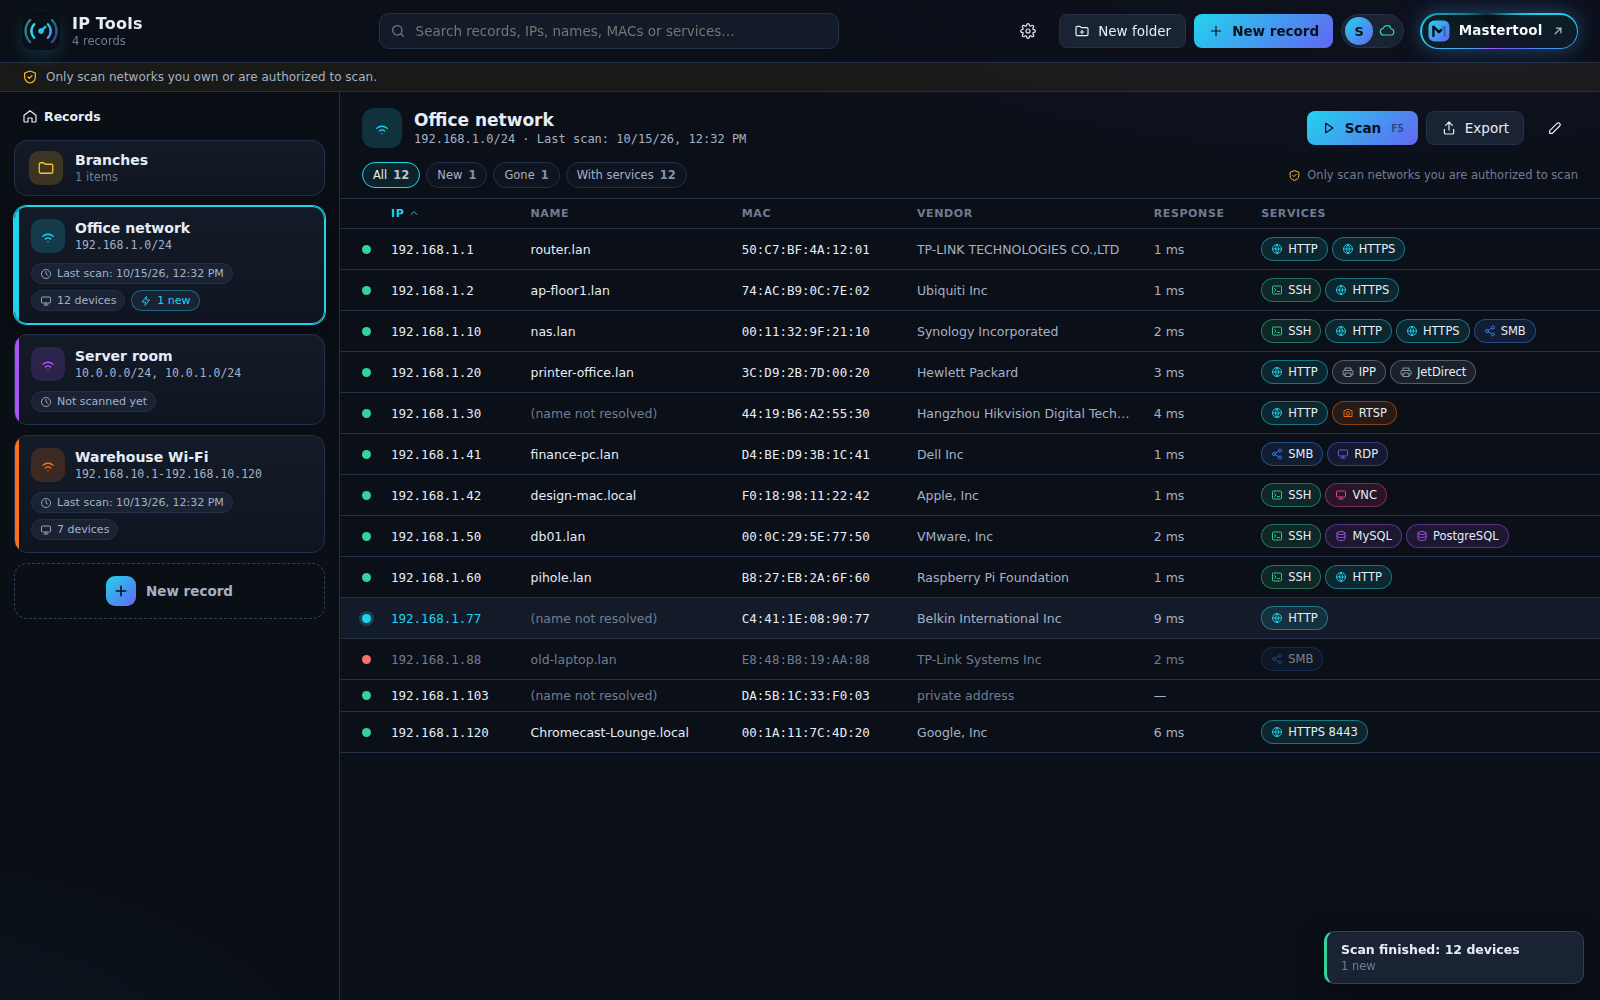 IP Tools
4 records
Search records, IPs, names, MACs or services...
New folder
New record
S
Mastertool
Only scan networks you own or are authorized to scan.
Records
Branches
1 items
Office network
192.168.1.0/24
Last scan: 10/15/26, 12:32 PM
12 devices
1 new
Server room
10.0.0.0/24, 10.0.1.0/24
Not scanned yet
Warehouse Wi-Fi
192.168.10.1-192.168.10.120
Last scan: 10/13/26, 12:32 PM
7 devices
New record
Office network
192.168.1.0/24 · Last scan: 10/15/26, 12:32 PM
Scan F5
Export
All 12 New 1 Gone 1 With services 12
Only scan networks you are authorized to scan
IP NAME MAC VENDOR RESPONSE SERVICES
192.168.1.1 router.lan 50:C7:BF:4A:12:01 TP-LINK TECHNOLOGIES CO.,LTD 1 ms HTTP HTTPS
192.168.1.2 ap-floor1.lan 74:AC:B9:0C:7E:02 Ubiquiti Inc 1 ms SSH HTTPS
192.168.1.10 nas.lan 00:11:32:9F:21:10 Synology Incorporated 2 ms SSH HTTP HTTPS SMB
192.168.1.20 printer-office.lan 3C:D9:2B:7D:00:20 Hewlett Packard 3 ms HTTP IPP JetDirect
192.168.1.30 (name not resolved) 44:19:B6:A2:55:30 Hangzhou Hikvision Digital Tech... 4 ms HTTP RTSP
192.168.1.41 finance-pc.lan D4:BE:D9:3B:1C:41 Dell Inc 1 ms SMB RDP
192.168.1.42 design-mac.local F0:18:98:11:22:42 Apple, Inc 1 ms SSH VNC
192.168.1.50 db01.lan 00:0C:29:5E:77:50 VMware, Inc 2 ms SSH MySQL PostgreSQL
192.168.1.60 pihole.lan B8:27:EB:2A:6F:60 Raspberry Pi Foundation 1 ms SSH HTTP
192.168.1.77 (name not resolved) C4:41:1E:08:90:77 Belkin International Inc 9 ms HTTP
192.168.1.88 old-laptop.lan E8:48:B8:19:AA:88 TP-Link Systems Inc 2 ms SMB
192.168.1.103 (name not resolved) DA:5B:1C:33:F0:03 private address —
192.168.1.120 Chromecast-Lounge.local 00:1A:11:7C:4D:20 Google, Inc 6 ms HTTPS 8443
Scan finished: 12 devices
1 new